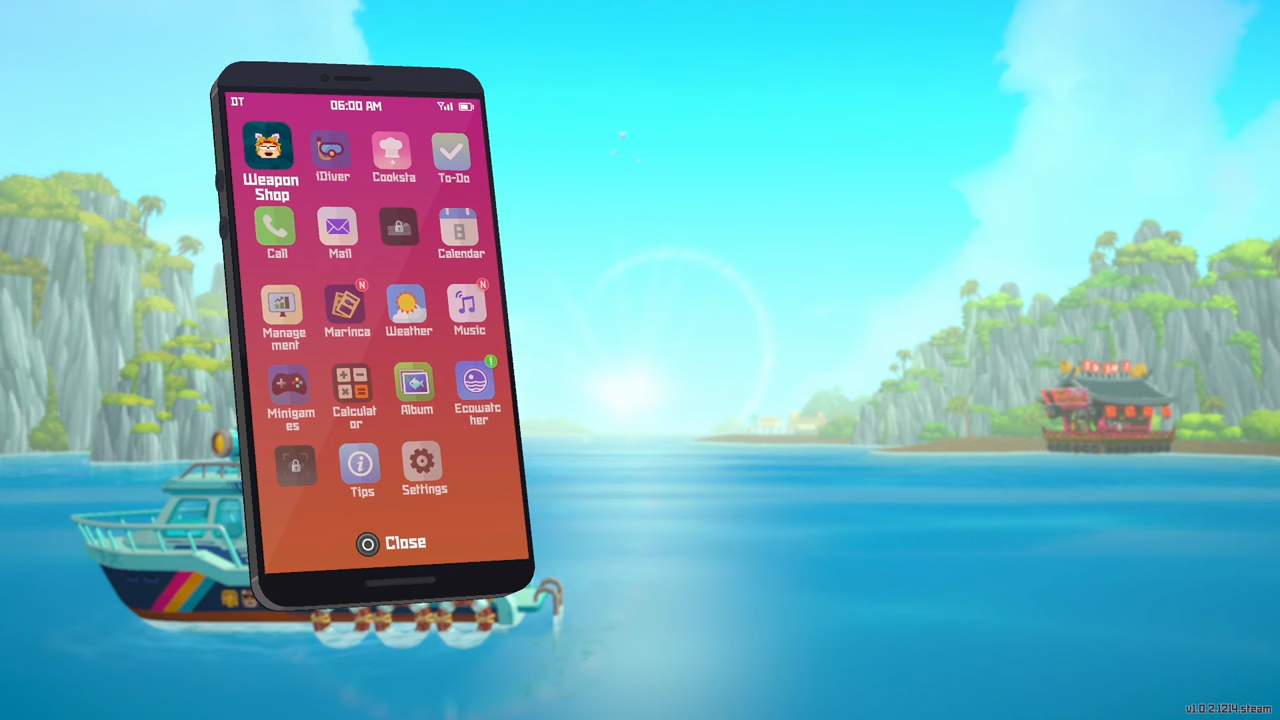 DT
06:00 AM
Weapon
Shop
iDiver
Cooksta
To-Do
Call
Mail
Calendar
8
Manage
ment
N
Marinca
Weather
N
Music
Minigam
es
Calculat
or
Album
!
Ecowatc
her
Tips
Settings
Close
v1.0.2.1214.steam